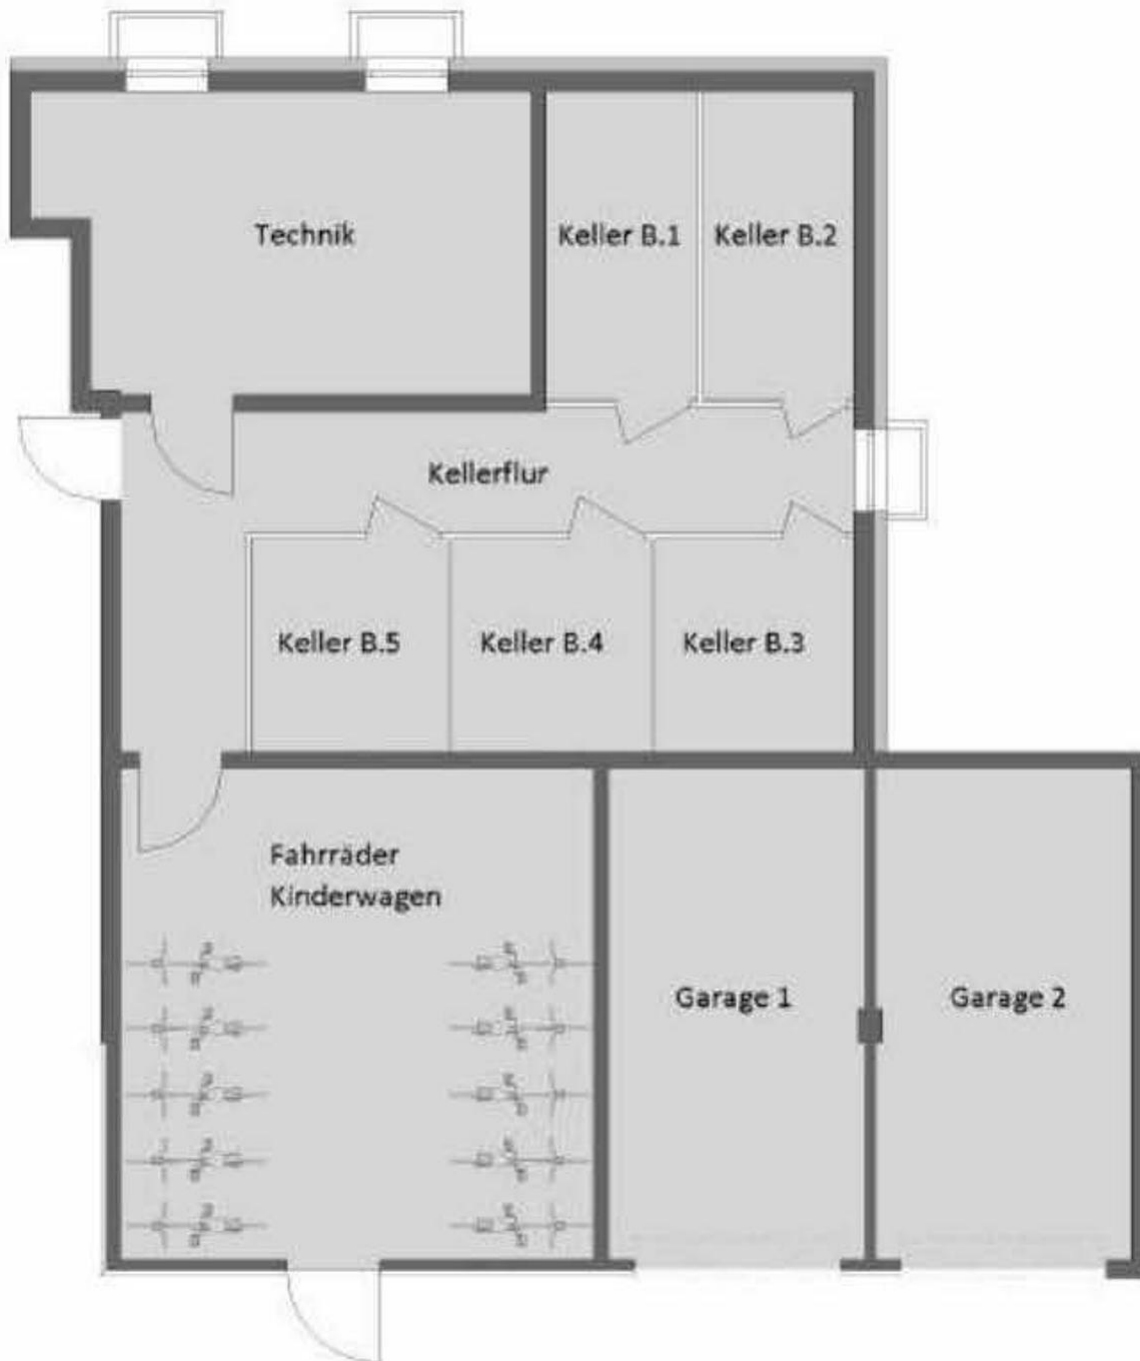 Technik
Keller B.1
Keller B.2
Kellerflur
Keller B.5
Keller B.4
Keller B.3
Fahrräder
Kinderwagen
Garage 1
Garage 2